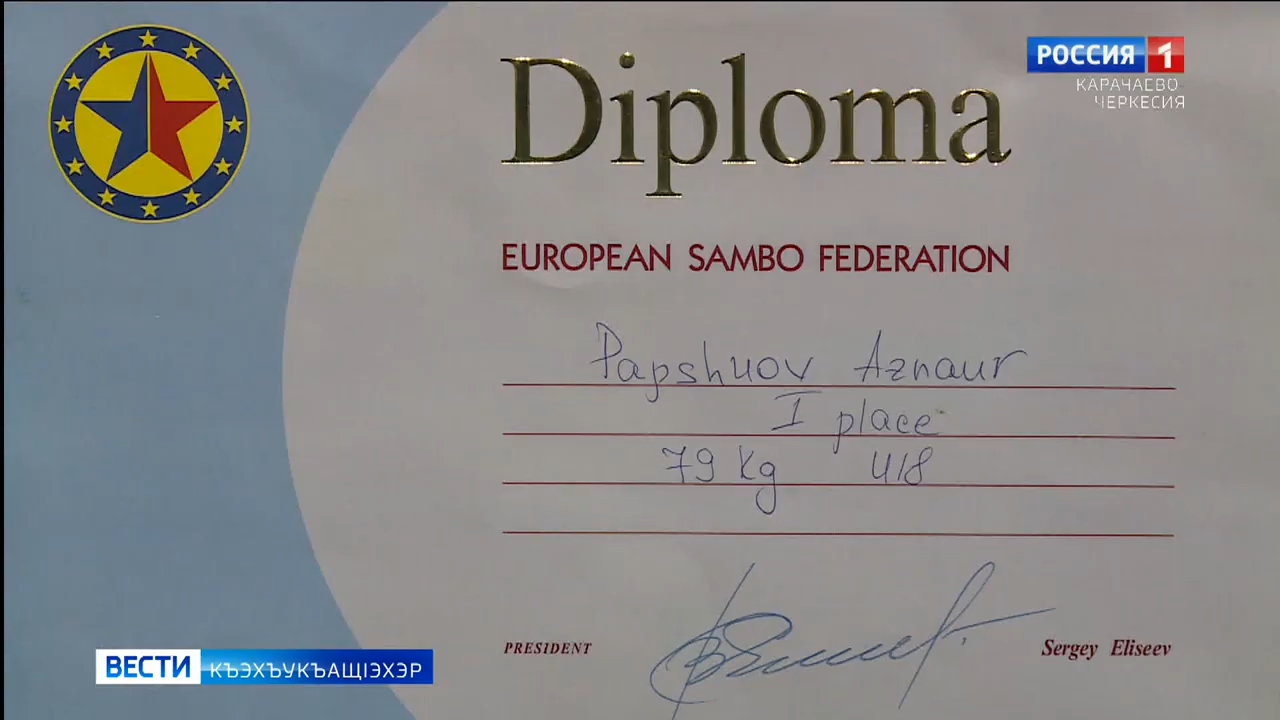 Diploma
РОССИЯ 1
КАРАЧАЕВО
ЧЕРКЕСИЯ
EUROPEAN SAMBO FEDERATION
Papshuov Aznaur
I place
79 kg U18
PRESIDENT
Sergey Eliseev
ВЕСТИ КЪЭХЪУКЪАЩІЭХЭР